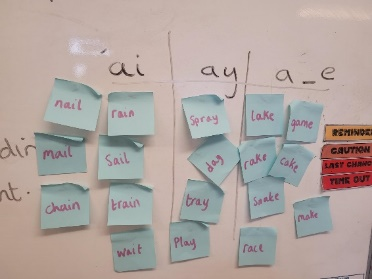 ai ay a_e
nail rain spray lake game
mail sail day rake cake
chain train tray snake make
wait play race
REMINDER
CAUTION
LAST CHANCE
TIME OUT